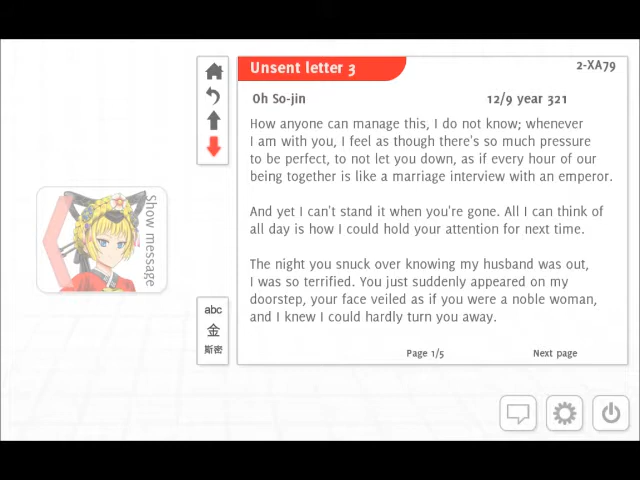 Unsent letter 3
2-XA79
Oh So-jin
12/9 year 321
How anyone can manage this, I do not know; whenever
I am with you, I feel as though there's so much pressure
to be perfect, to not let you down, as if every hour of our
being together is like a marriage interview with an emperor.
And yet I can't stand it when you're gone. All I can think of
all day is how I could hold your attention for next time.
The night you snuck over knowing my husband was out,
I was so terrified. You just suddenly appeared on my
doorstep, your face veiled as if you were a noble woman,
and I knew I could hardly turn you away.
Page 1/5
Next page
Show message
abc
金
斯密